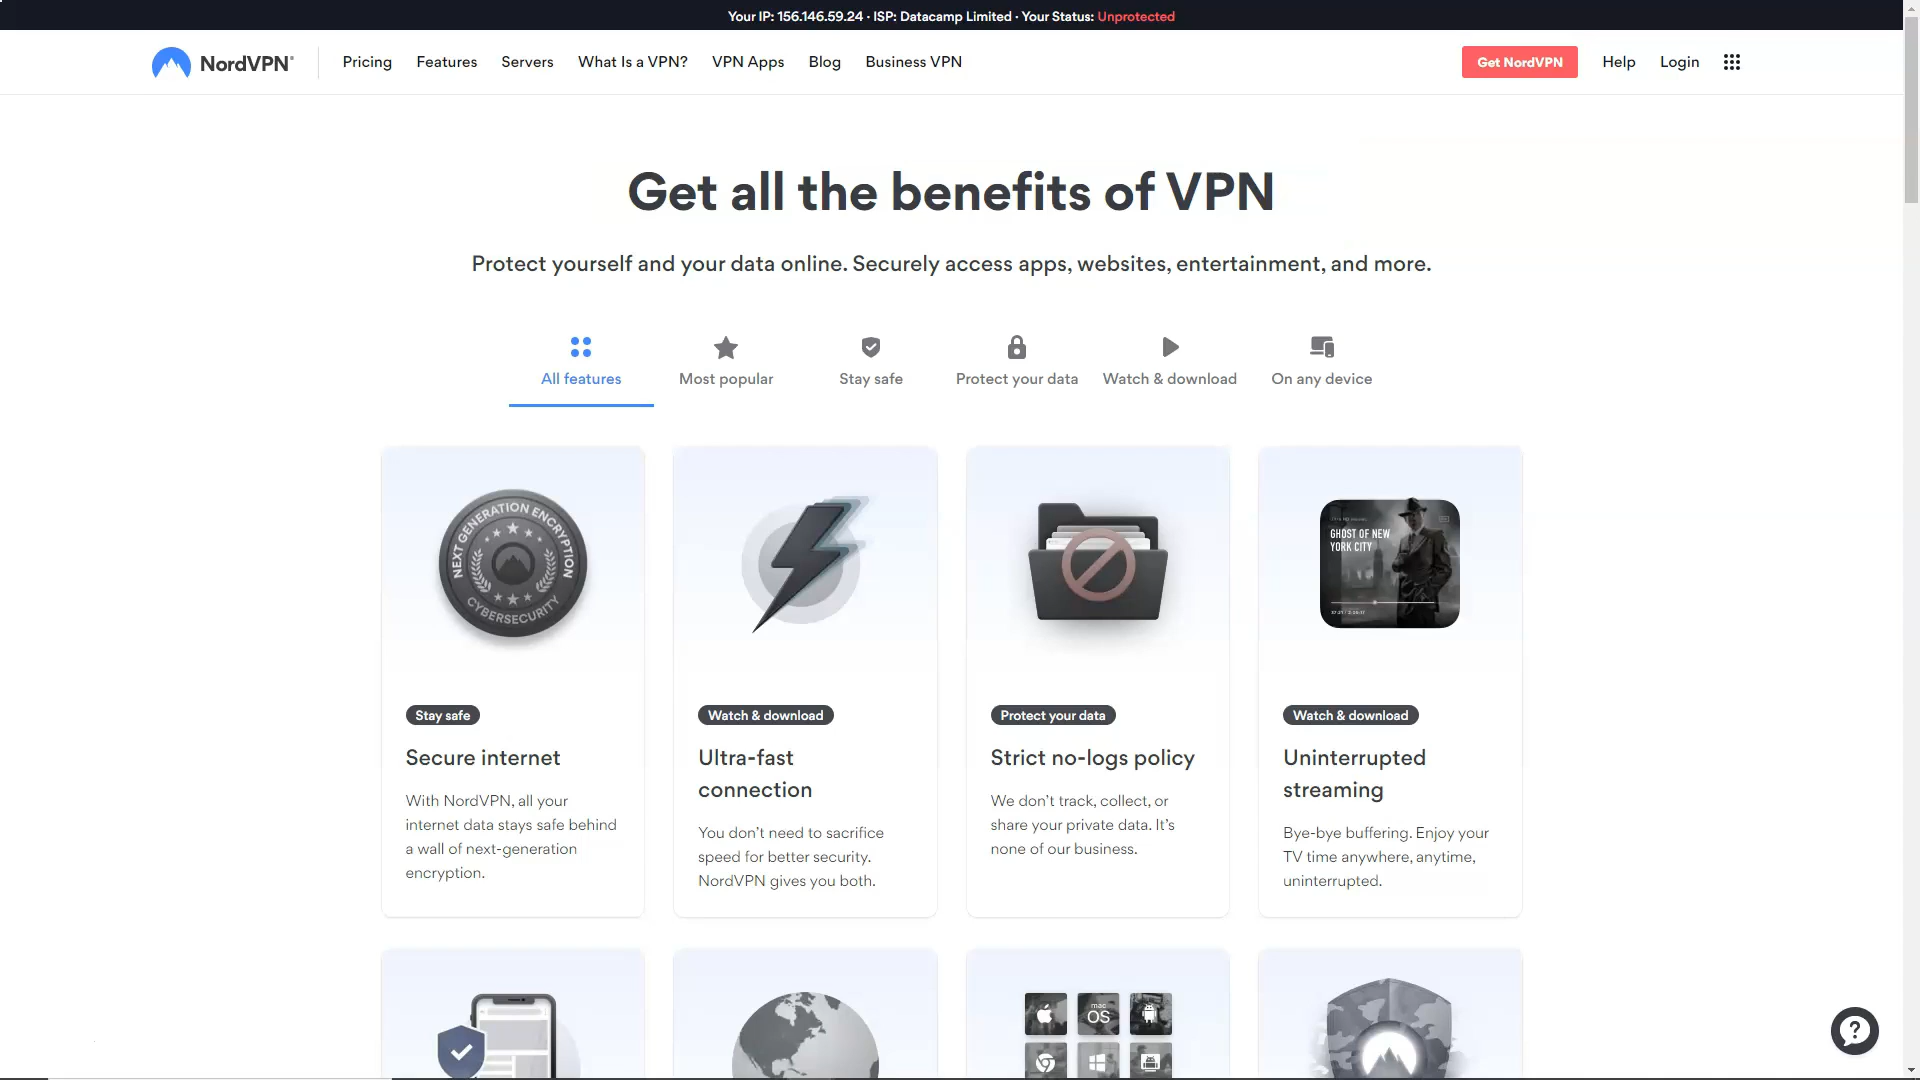 Your IP: 156.146.59.24 · ISP: Datacamp Limited · Your Status: Unprotected
NordVPN®
Pricing
Features
Servers
What Is a VPN?
VPN Apps
Blog
Business VPN
Get NordVPN
Help
Login
Get all the benefits of VPN
Protect yourself and your data online. Securely access apps, websites, entertainment, and more.
All features
Most popular
Stay safe
Protect your data
Watch & download
On any device
NEXT GENERATION ENCRYPTION
CYBERSECURITY
GHOST OF NEW
YORK CITY
Stay safe
Secure internet
With NordVPN, all your
internet data stays safe behind
a wall of next-generation
encryption.
Watch & download
Ultra-fast
connection
You don’t need to sacrifice
speed for better security.
NordVPN gives you both.
Protect your data
Strict no-logs policy
We don’t track, collect, or
share your private data. It’s
none of our business.
Watch & download
Uninterrupted
streaming
Bye-bye buffering. Enjoy your
TV time anywhere, anytime,
uninterrupted.
mac
OS